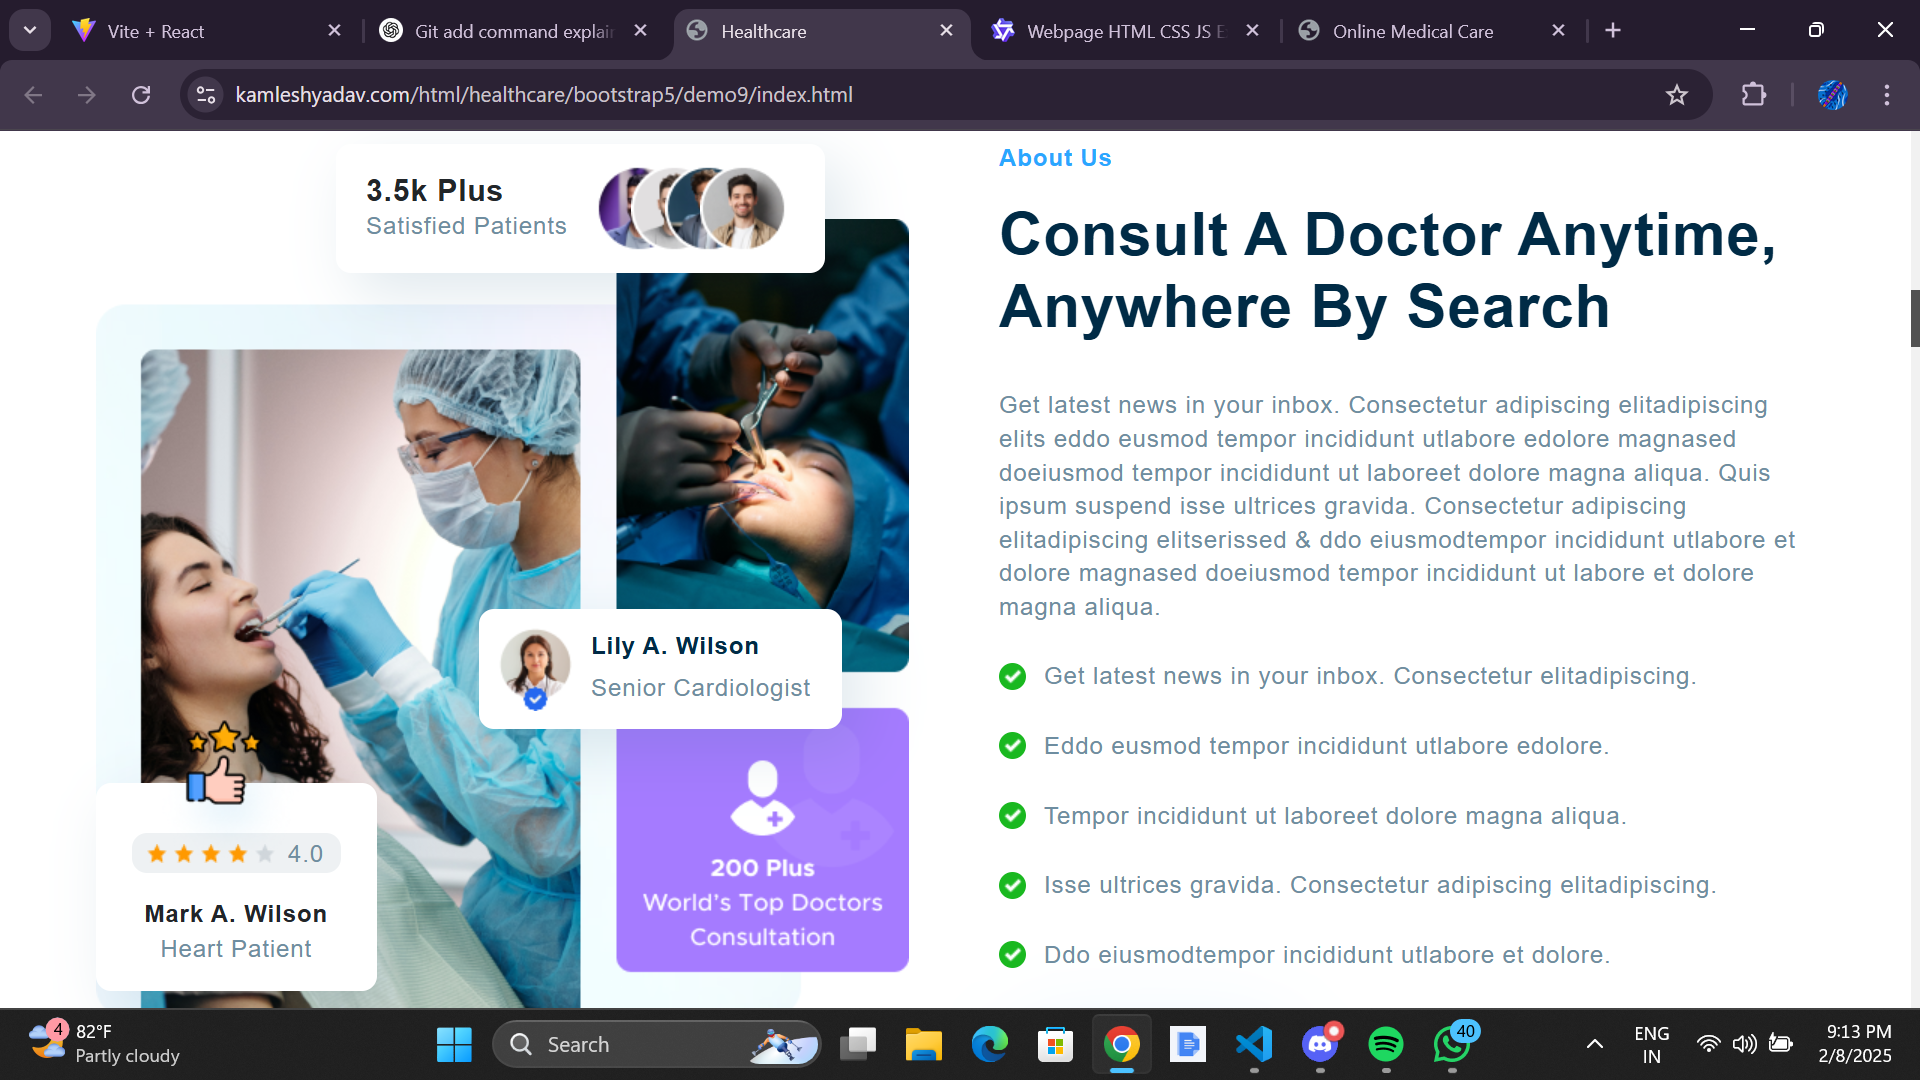 Vite + React
Git add command explain
Healthcare
Webpage HTML CSS JS E
Online Medical Care
kamleshyadav.com/html/healthcare/bootstrap5/demo9/index.html
3.5k Plus
Satisfied Patients
Lily A. Wilson
Senior Cardiologist
4.0
Mark A. Wilson
Heart Patient
200 Plus
World's Top Doctors
Consultation
About Us
Consult A Doctor Anytime,
Anywhere By Search
Get latest news in your inbox. Consectetur adipiscing elitadipiscing
elits eddo eusmod tempor incididunt utlabore edolore magnased
doeiusmod tempor incididunt ut laboreet dolore magna aliqua. Quis
ipsum suspend isse ultrices gravida. Consectetur adipiscing
elitadipiscing elitserissed & ddo eiusmodtempor incididunt utlabore et
dolore magnased doeiusmod tempor incididunt ut labore et dolore
magna aliqua.
Get latest news in your inbox. Consectetur elitadipiscing.
Eddo eusmod tempor incididunt utlabore edolore.
Tempor incididunt ut laboreet dolore magna aliqua.
Isse ultrices gravida. Consectetur adipiscing elitadipiscing.
Ddo eiusmodtempor incididunt utlabore et dolore.
4
82°F
Partly cloudy
Search
40
ENG
IN
9:13 PM
2/8/2025